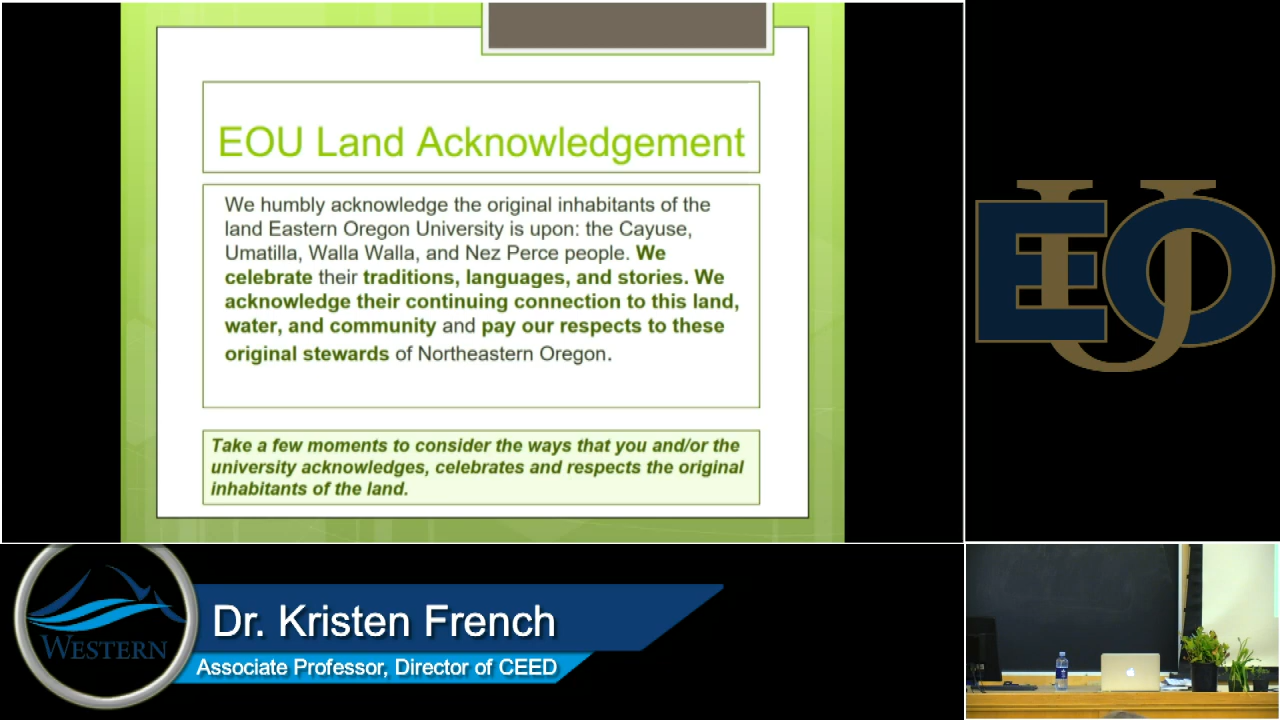 EOU Land Acknowledgement
We humbly acknowledge the original inhabitants of the
land Eastern Oregon University is upon: the Cayuse,
Umatilla, Walla Walla, and Nez Perce people. We
celebrate their traditions, languages, and stories. We
acknowledge their continuing connection to this land,
water, and community and pay our respects to these
original stewards of Northeastern Oregon.
Take a few moments to consider the ways that you and/or the
university acknowledges, celebrates and respects the original
inhabitants of the land.
EOU
WESTERN
Dr. Kristen French
Associate Professor, Director of CEED